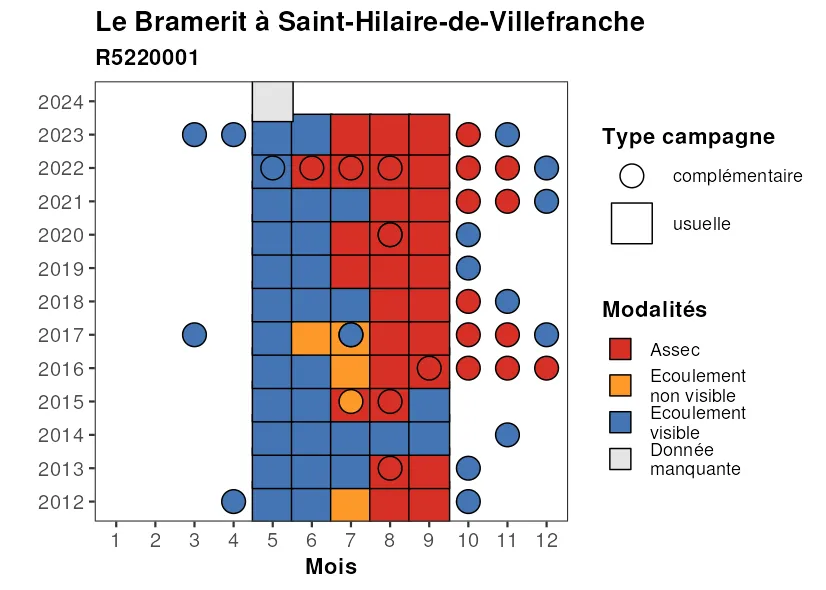 Le Bramerit à Saint-Hilaire-de-Villefranche
R5220001
2024
2023
2022
2021
2020
2019
2018
2017
2016
2015
2014
2013
2012
1 2 3 4 5 6 7 8 9 10 11 12
Mois
Type campagne
complémentaire
usuelle
Modalités
Assec
Ecoulement
non visible
Ecoulement
visible
Donnée
manquante